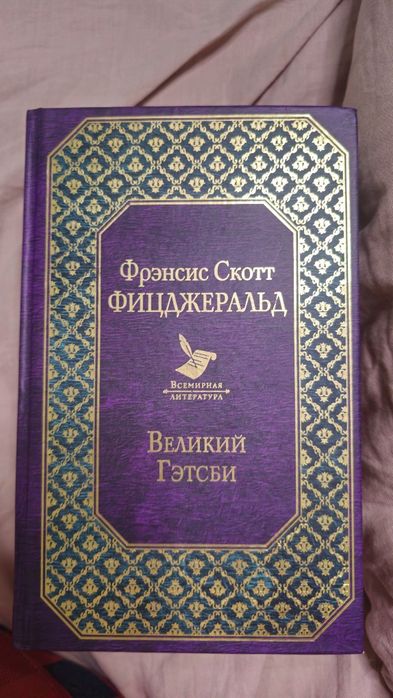 Фрэнсис Скотт
ФИЦДЖЕРАЛЬД
Всемирная
литература
Великий
Гэтсби